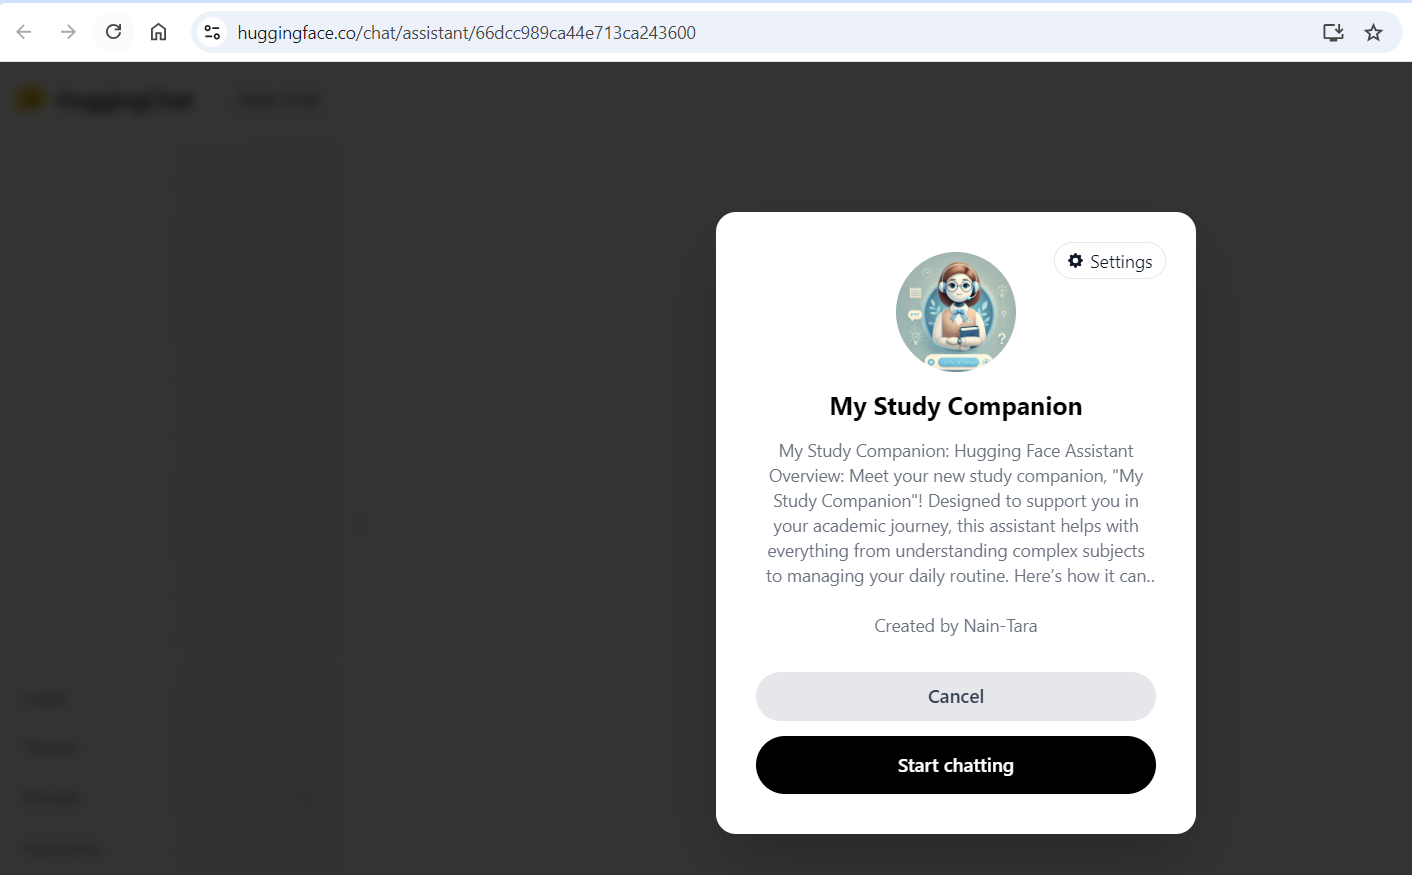 huggingface.co/chat/assistant/66dcc989ca44e713ca243600
HuggingChat
New Chat
Settings
My Study Companion
My Study Companion: Hugging Face Assistant
Overview: Meet your new study companion, "My
Study Companion"! Designed to support you in
your academic journey, this assistant helps with
everything from understanding complex subjects
to managing your daily routine. Here’s how it can..
Created by Nain-Tara
Cancel
Start chatting